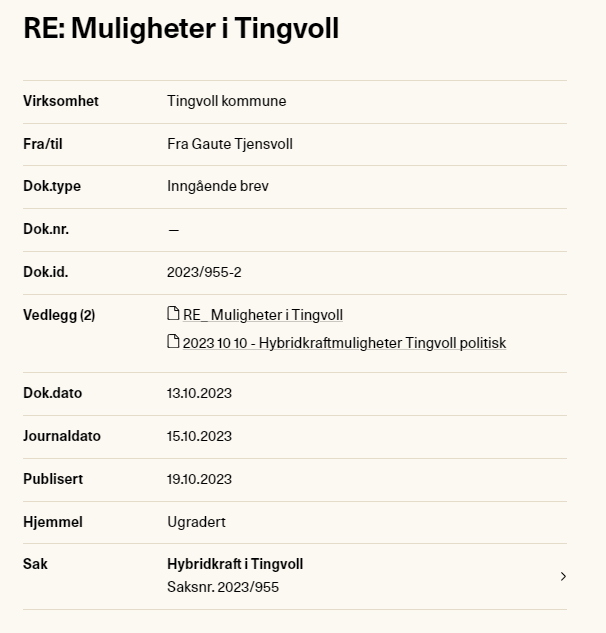 RE: Muligheter i Tingvoll
Virksomhet Tingvoll kommune
Fra/til Fra Gaute Tjensvoll
Dok.type Inngående brev
Dok.nr. —
Dok.id. 2023/955-2
Vedlegg (2) RE_ Muligheter i Tingvoll
2023 10 10 - Hybridkraftmuligheter Tingvoll politisk
Dok.dato 13.10.2023
Journaldato 15.10.2023
Publisert 19.10.2023
Hjemmel Ugradert
Sak Hybridkraft i Tingvoll
Saksnr. 2023/955